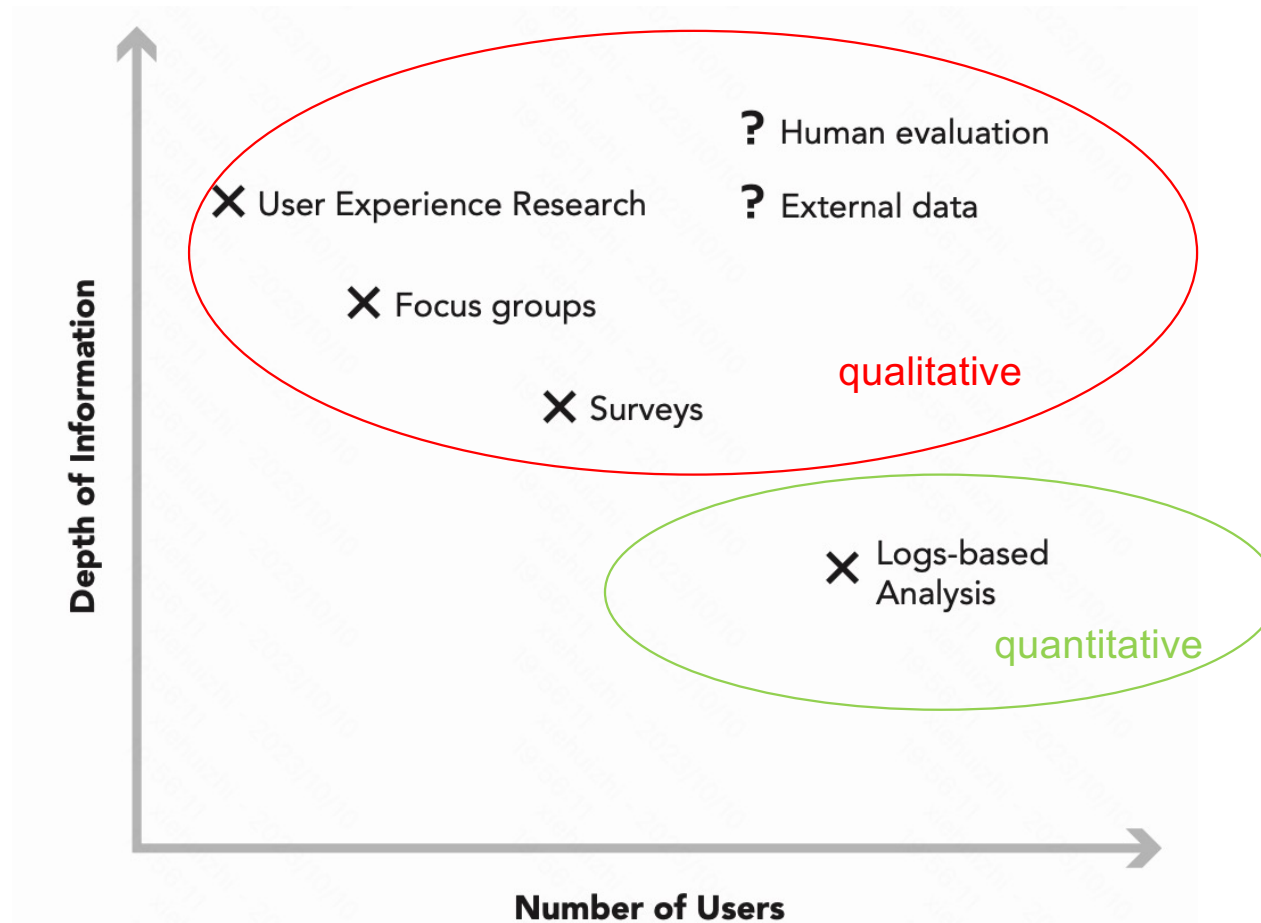 ? Human evaluation
User Experience Research
? External data
Focus groups
qualitative
Surveys
Depth of Information
Logs-based
Analysis
quantitative
Number of Users